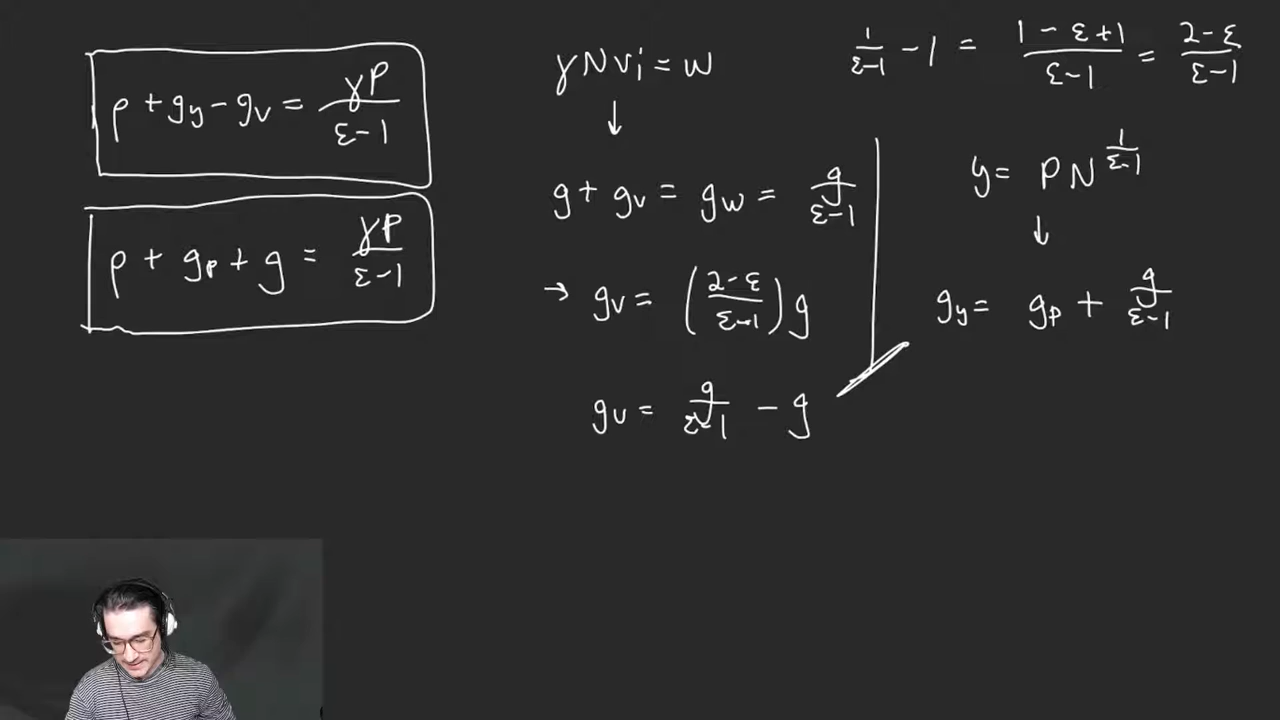 ρ + g_y − g_v = γP/(ε−1)
ρ + g_P + g = γP/(ε−1)
γNv_i = w
↓
g + g_v = g_w = g/(ε−1)
→ g_v = ((2−ε)/(ε−1)) g
g_v = g/(ε−1) − g
1/(ε−1) − 1 = (1 − ε + 1)/(ε−1) = (2−ε)/(ε−1)
y = PN^(1/(ε−1))
↓
g_y = g_P + g/(ε−1)